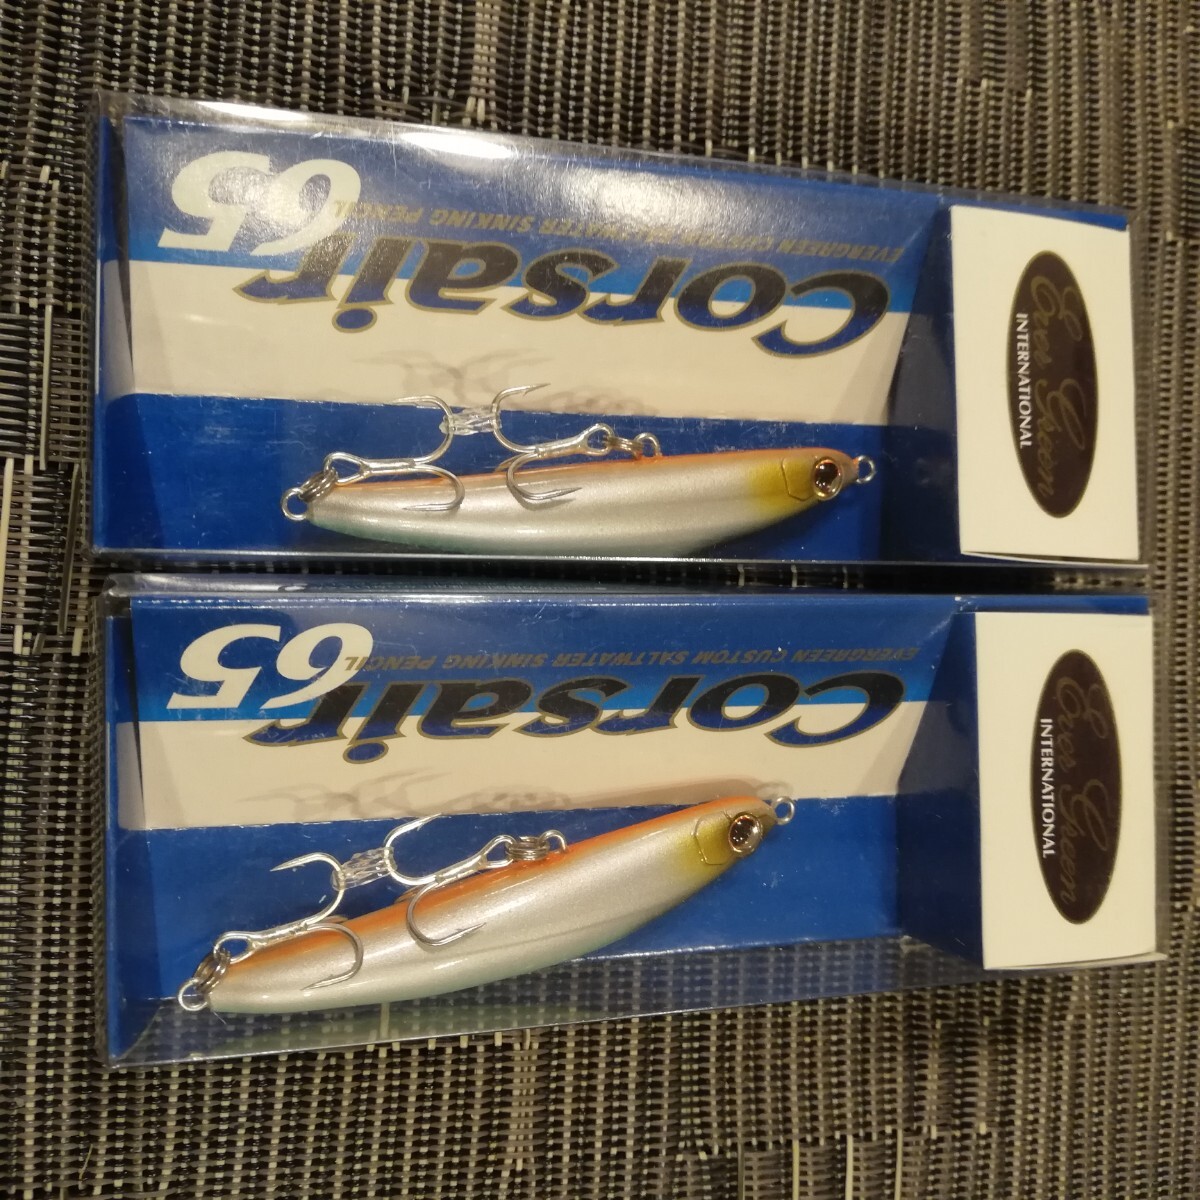 Corsair 65
EVERGREEN CUSTOM SALTWATER SINKING PENCIL
Ever Green
INTERNATIONAL
Corsair 65
EVERGREEN CUSTOM SALTWATER SINKING PENCIL
Ever Green
INTERNATIONAL